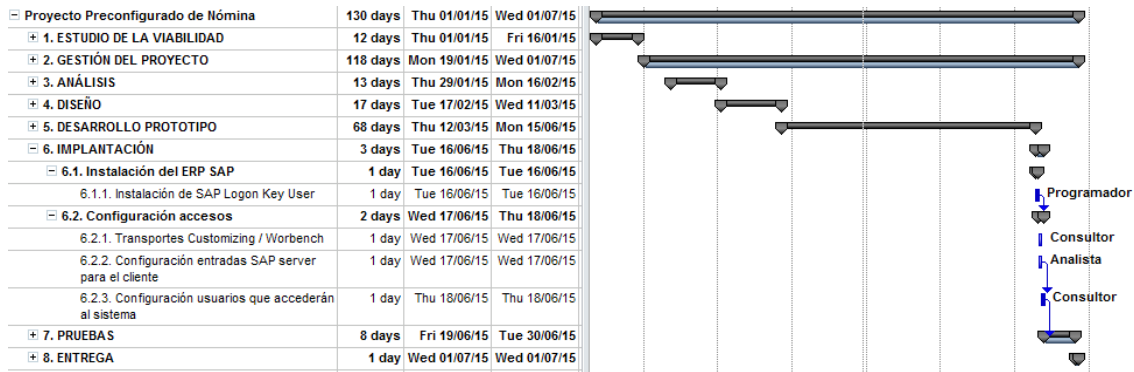 Proyecto Preconfigurado de Nómina 130 days Thu 01/01/15 Wed 01/07/15
1. ESTUDIO DE LA VIABILIDAD 12 days Thu 01/01/15 Fri 16/01/15
2. GESTIÓN DEL PROYECTO 118 days Mon 19/01/15 Wed 01/07/15
3. ANÁLISIS 13 days Thu 29/01/15 Mon 16/02/15
4. DISEÑO 17 days Tue 17/02/15 Wed 11/03/15
5. DESARROLLO PROTOTIPO 68 days Thu 12/03/15 Mon 15/06/15
6. IMPLANTACIÓN 3 days Tue 16/06/15 Thu 18/06/15
6.1. Instalación del ERP SAP 1 day Tue 16/06/15 Tue 16/06/15
6.1.1. Instalación de SAP Logon Key User 1 day Tue 16/06/15 Tue 16/06/15 Programador
6.2. Configuración accesos 2 days Wed 17/06/15 Thu 18/06/15
6.2.1. Transportes Customizing / Worbench 1 day Wed 17/06/15 Wed 17/06/15 Consultor
6.2.2. Configuración entradas SAP server 1 day Wed 17/06/15 Wed 17/06/15 Analista
para el cliente
6.2.3. Configuración usuarios que accederán 1 day Thu 18/06/15 Thu 18/06/15 Consultor
al sistema
7. PRUEBAS 8 days Fri 19/06/15 Tue 30/06/15
8. ENTREGA 1 day Wed 01/07/15 Wed 01/07/15